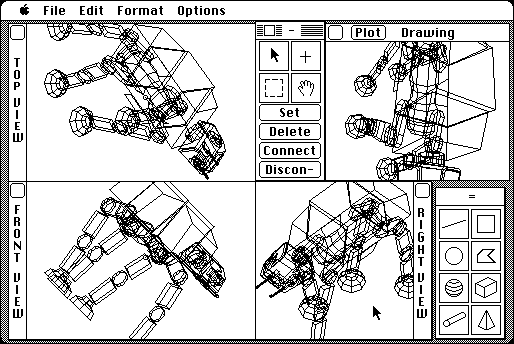 File Edit Format Options
TOP VIEW
Plot Drawing
Set
Delete
Connect
Discon-
FRONT VIEW
RIGHT VIEW